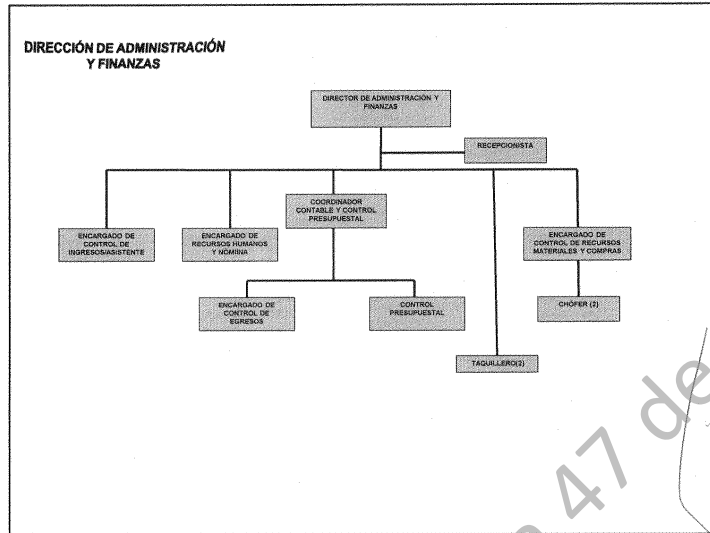 DIRECCIÓN DE ADMINISTRACIÓN
Y FINANZAS
DIRECTOR DE ADMINISTRACIÓN Y
FINANZAS
RECEPCIONISTA
COORDINADOR
CONTABLE Y CONTROL
PRESUPUESTAL
ENCARGADO DE
CONTROL DE
INGRESOS/ASISTENTE
ENCARGADO DE
RECURSOS HUMANOS
Y NÓMINA
ENCARGADO DE
CONTROL DE RECURSOS
MATERIALES Y COMPRAS
ENCARGADO DE
CONTROL DE
EGRESOS
CONTROL
PRESUPUESTAL
CHÓFER (2)
TAQUILLERO(2)
47 de